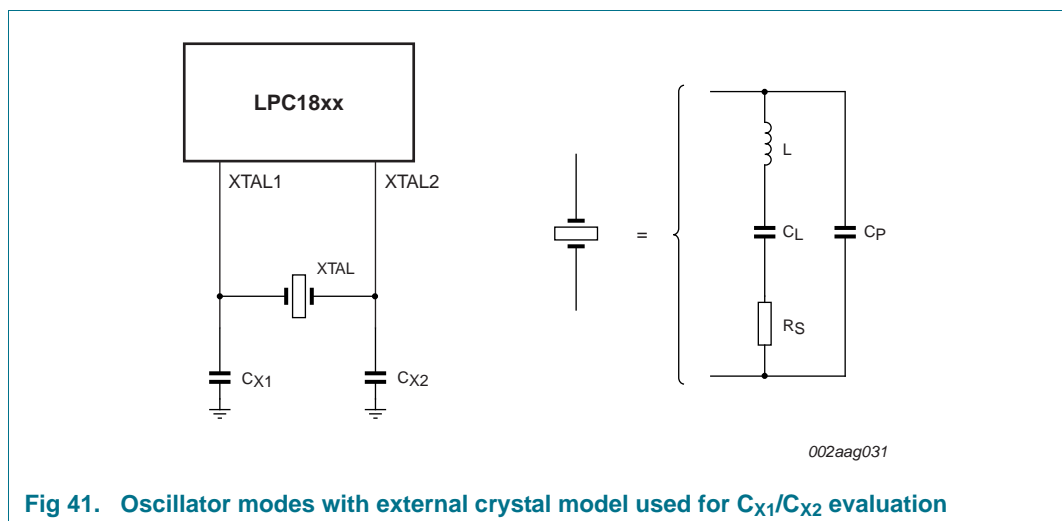 LPC18xx
XTAL1 XTAL2
XTAL
CX1 CX2
=
L
CL CP
RS
002aag031
Fig 41. Oscillator modes with external crystal model used for CX1/CX2 evaluation